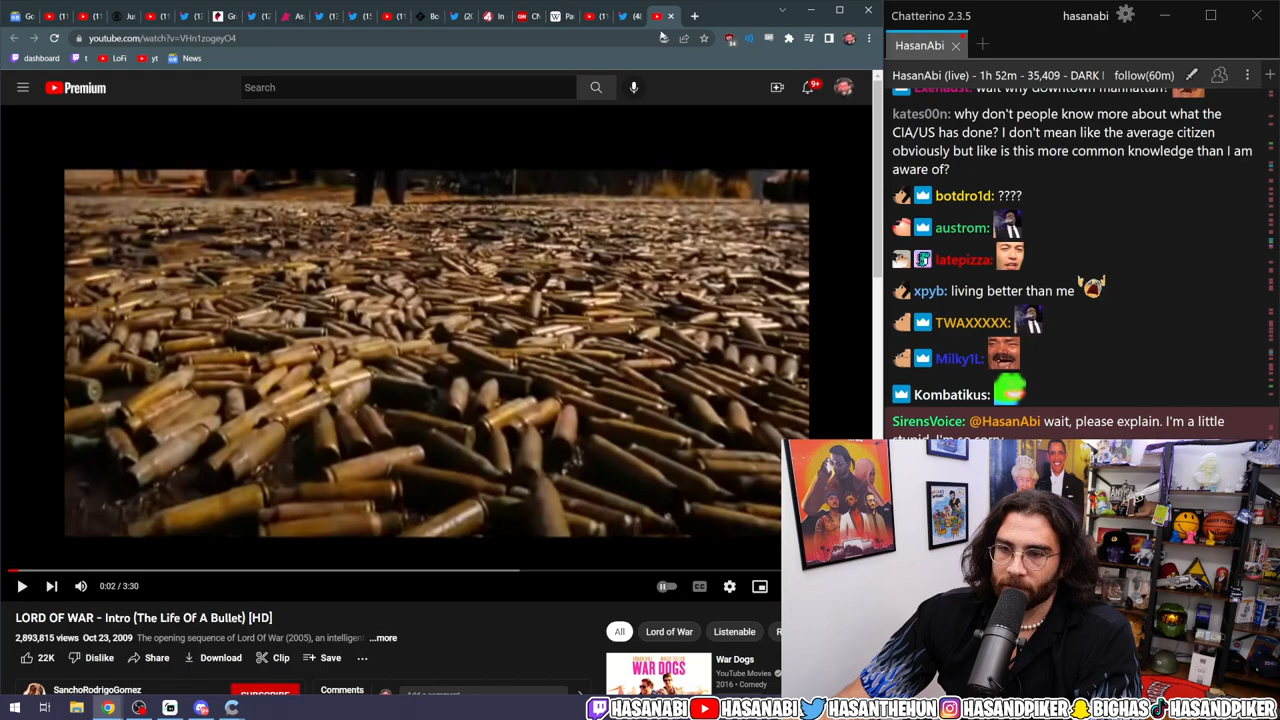 Chatterino 2.3.5
hasanabi
youtube.com/watch?v=VHn1zogeyO4
dashboard
t
LoFi
yt
News
HasanAbi
Premium
Search
9+
34
HasanAbi (live) - 1h 52m - 35,409 - DARK
follow(60m)
kates00n: why don't people know more about what the
CIA/US has done? I don't mean like the average citizen
obviously but like is this more common knowledge than I am
aware of?
botdro1d: ????
austrom:
latepizza:
xpyb: living better than me
TWAXXXXX:
Milky1L:
Kombatikus:
SirensVoice: @HasanAbi wait, please explain. I'm a little
0:02 / 3:30
CC
LORD OF WAR - Intro (The Life Of A Bullet) [HD]
2,893,815 views Oct 23, 2009 The opening sequence of Lord Of War (2005), an intelligen ...more
22K
Dislike
Share
Download
Clip
Save
All
Lord of War
Listenable
WAR DOGS
War Dogs
YouTube Movies
2016 • Comedy
SanchoRodrigoGomez
SUBSCRIBE
Comments
HASANABI
HASANABI
HASANTHEHUN
HASANDPIKER
BIGHAS
HASANDPIKER